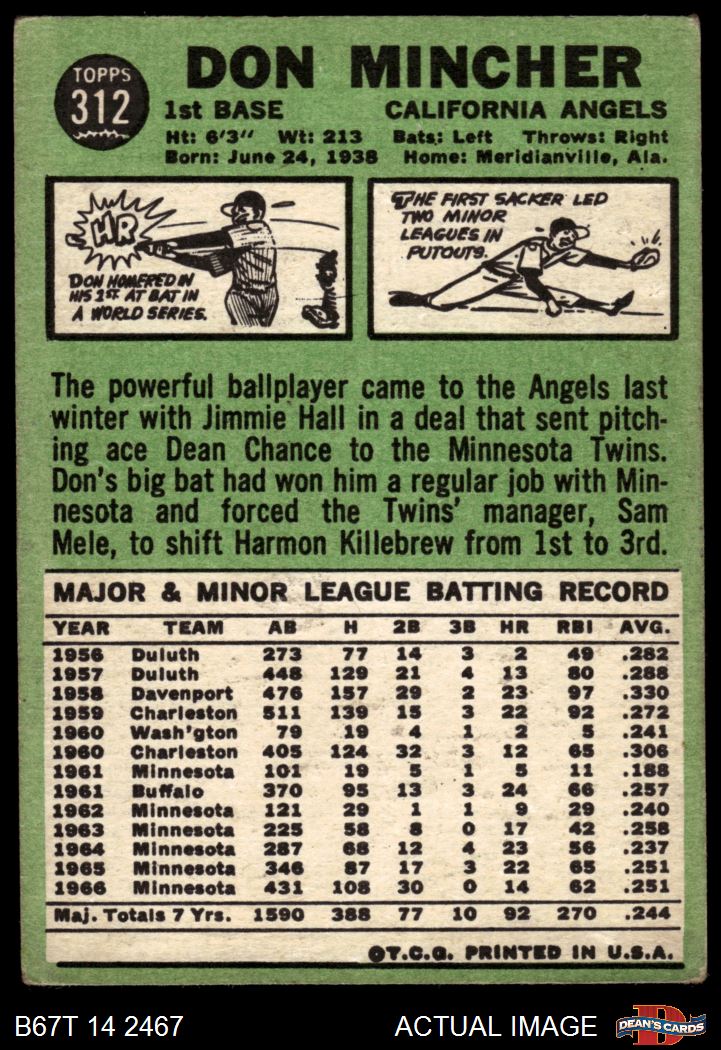 TOPPS
312
DON MINCHER
1st BASE CALIFORNIA ANGELS
Ht: 6'3" Wt: 213 Bats: Left Throws: Right
Born: June 24, 1938 Home: Meridianville, Ala.
HR
DON HOMERED IN
HIS 1ST AT BAT IN
A WORLD SERIES.
THE FIRST SACKER LED
TWO MINOR
LEAGUES IN
PUTOUTS.
The powerful ballplayer came to the Angels last
winter with Jimmie Hall in a deal that sent pitch-
ing ace Dean Chance to the Minnesota Twins.
Don's big bat had won him a regular job with Min-
nesota and forced the Twins' manager, Sam
Mele, to shift Harmon Killebrew from 1st to 3rd.
MAJOR & MINOR LEAGUE BATTING RECORD
YEAR TEAM AB H 2B 3B HR RBI AVG.
1956 Duluth 273 77 14 3 2 49 .282
1957 Duluth 448 129 21 4 13 80 .288
1958 Davenport 476 157 29 2 23 97 .330
1959 Charleston 511 139 15 3 22 92 .272
1960 Wash'gton 79 19 4 1 2 5 .241
1960 Charleston 405 124 32 3 12 65 .306
1961 Minnesota 101 19 5 1 5 11 .188
1961 Buffalo 370 95 13 3 24 66 .257
1962 Minnesota 121 29 1 1 9 29 .240
1963 Minnesota 225 58 8 0 17 42 .258
1964 Minnesota 287 68 12 4 23 56 .237
1965 Minnesota 346 87 17 3 22 65 .251
1966 Minnesota 431 108 30 0 14 62 .251
Maj. Totals 7 Yrs. 1590 388 77 10 92 270 .244
©T.C.G. PRINTED IN U.S.A.
B67T 14 2467 ACTUAL IMAGE
D
DEAN'S CARDS